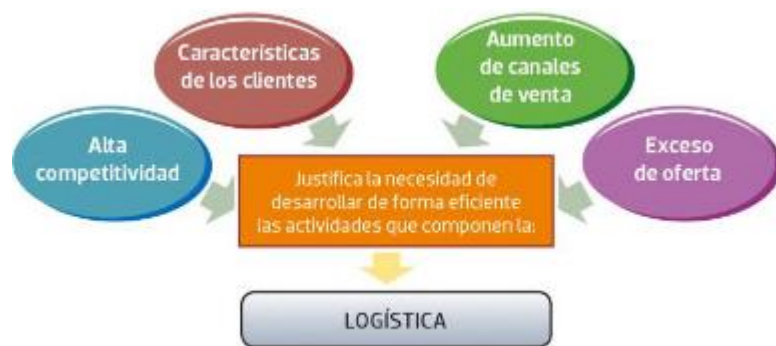 Características
de los clientes
Aumento
de canales
de venta
Alta
competitividad
Exceso
de oferta
Justifica la necesidad de
desarrollar de forma eficiente
las actividades que componen la:
LOGÍSTICA